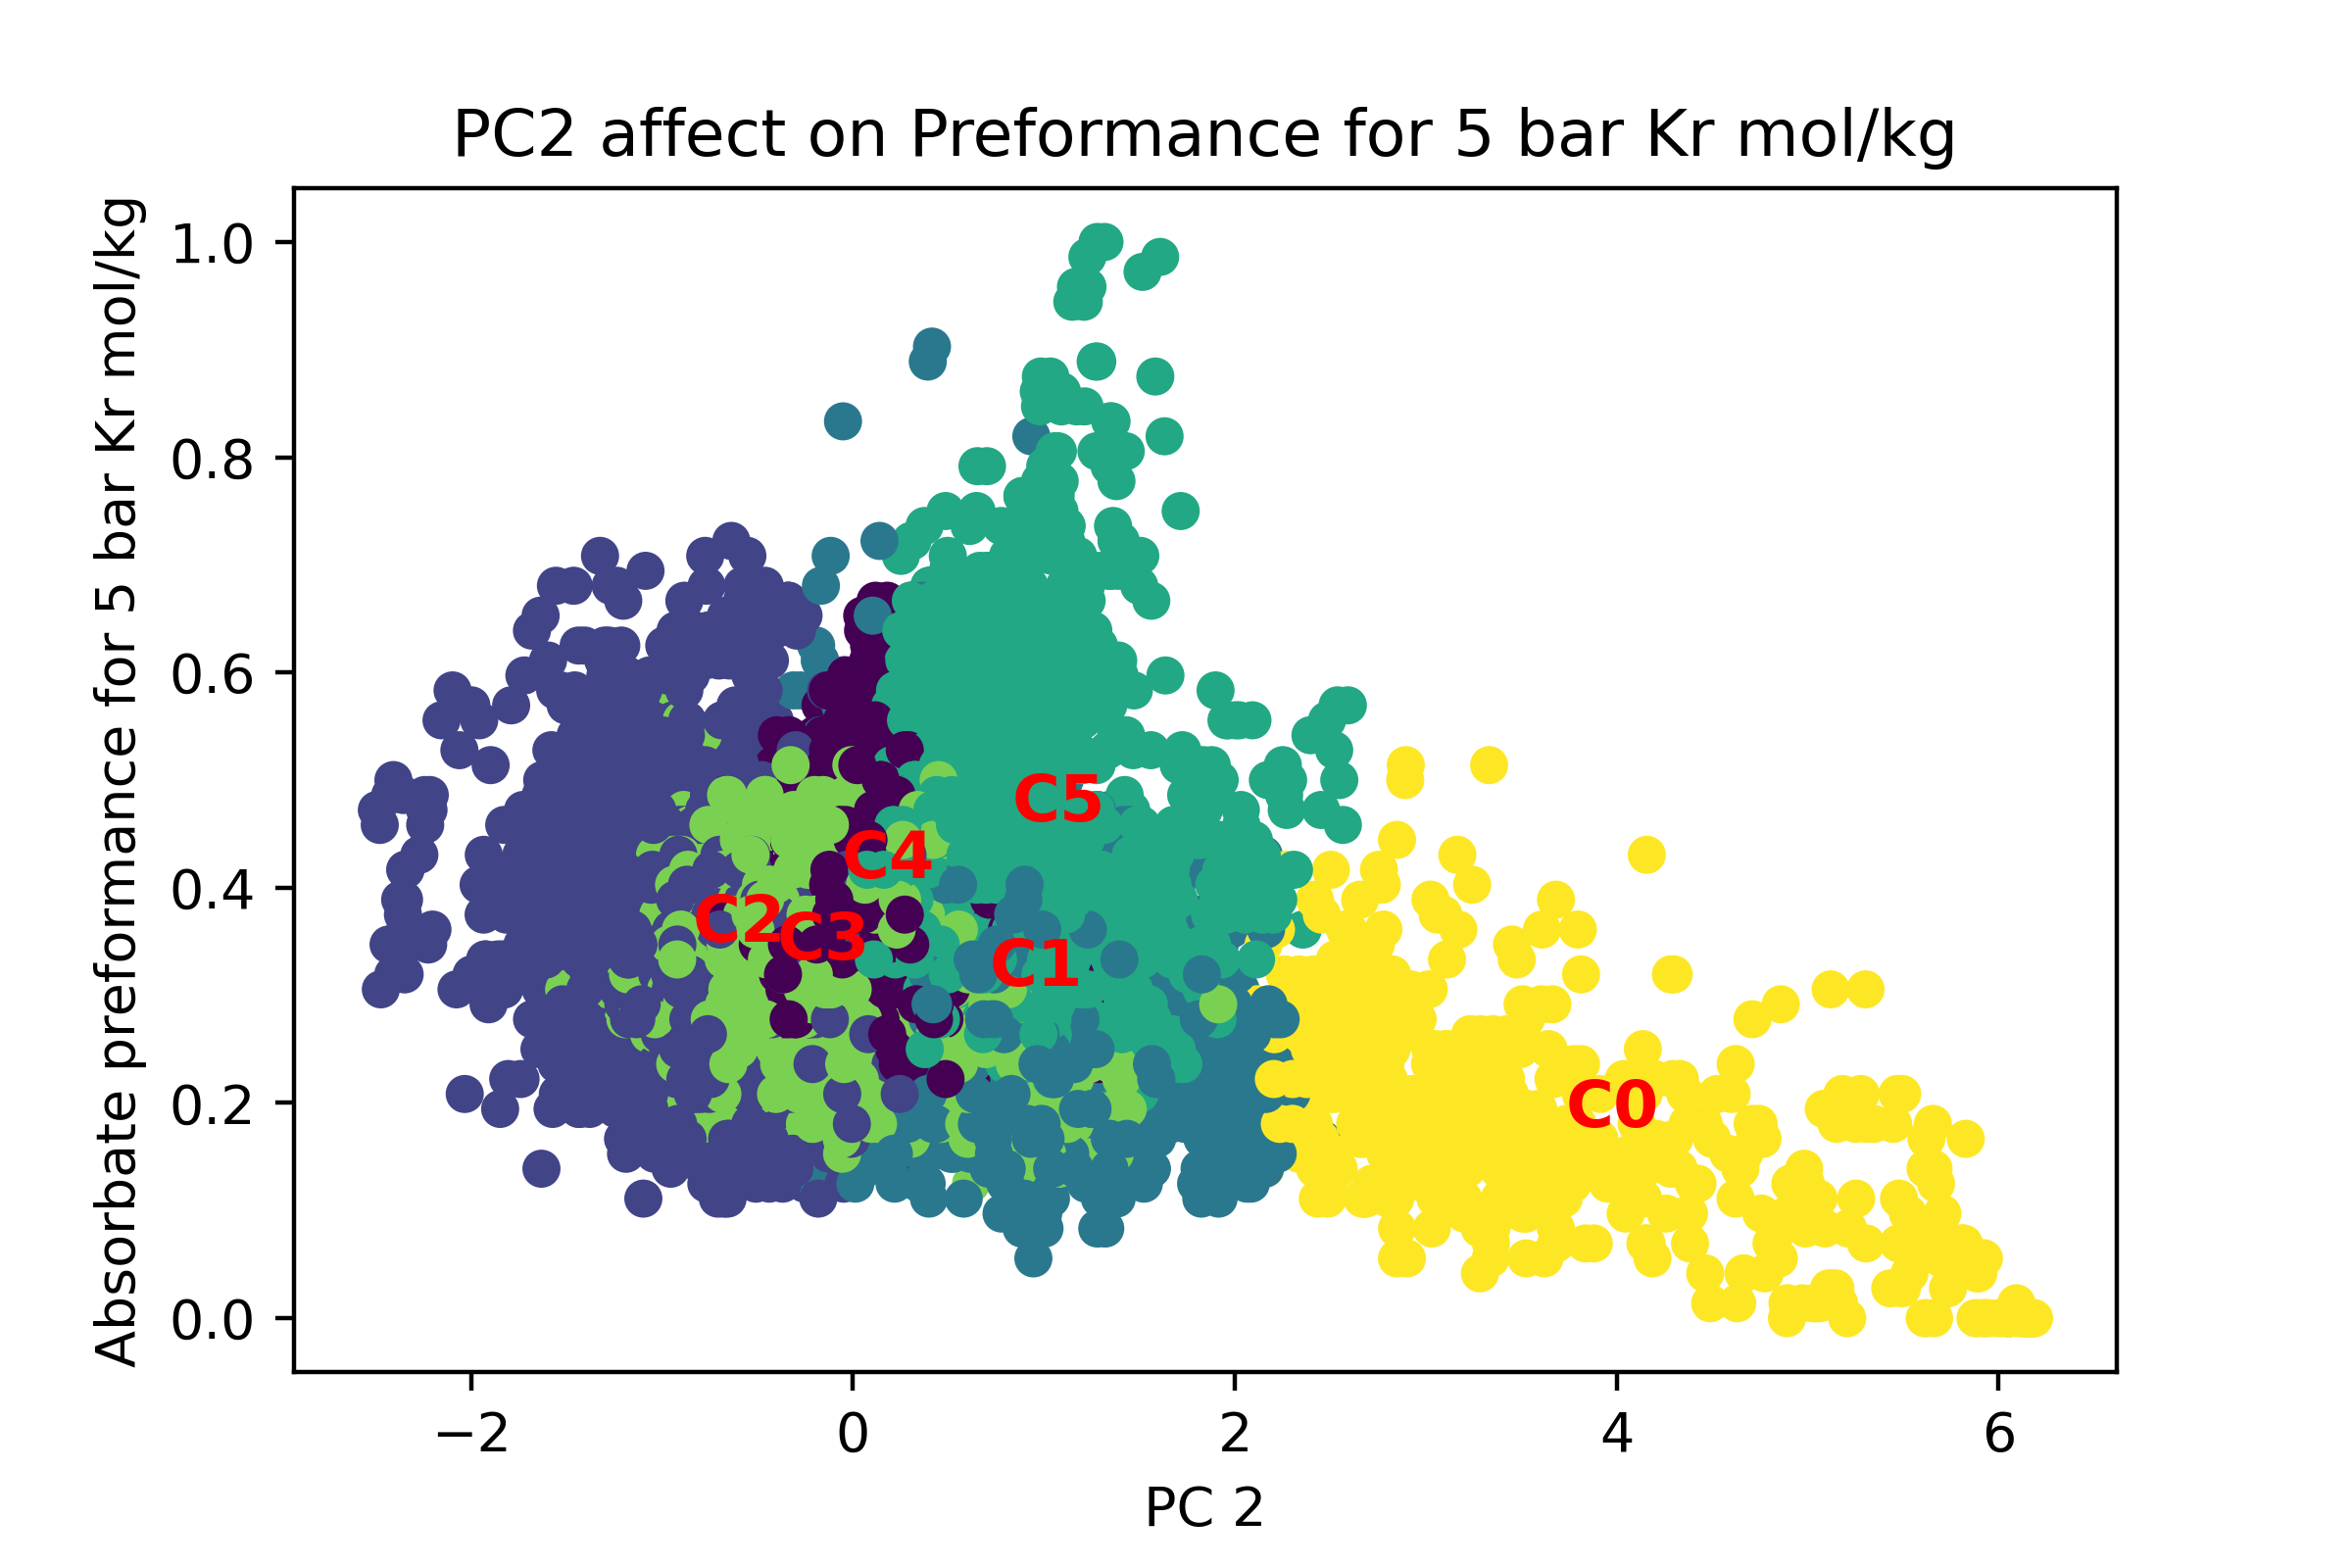 PC2 affect on Preformance for 5 bar Kr mol/kg
Absorbate preformance for 5 bar Kr mol/kg
1.0
0.8
0.6
0.4
0.2
0.0
C5
C4
C2
C3
C1
C0
−2
0
2
4
6
PC 2